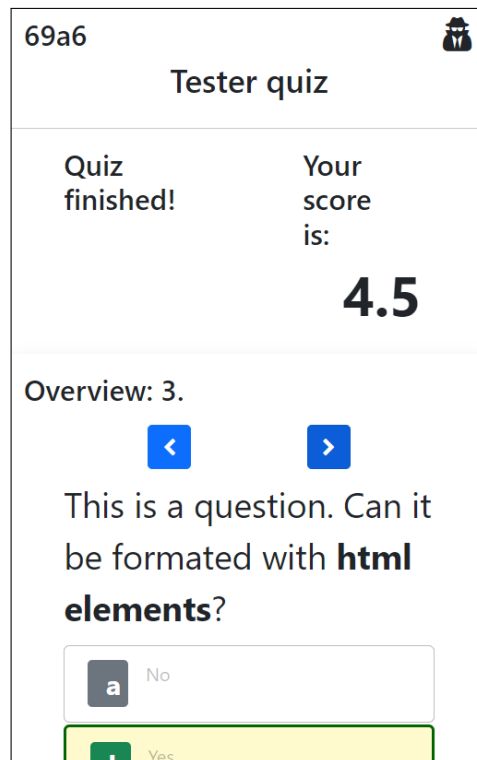 69a6
Tester quiz
Quiz
finished!
Your
score
is:
4.5
Overview: 3.
This is a question. Can it
be formated with html
elements?
a No
Yes